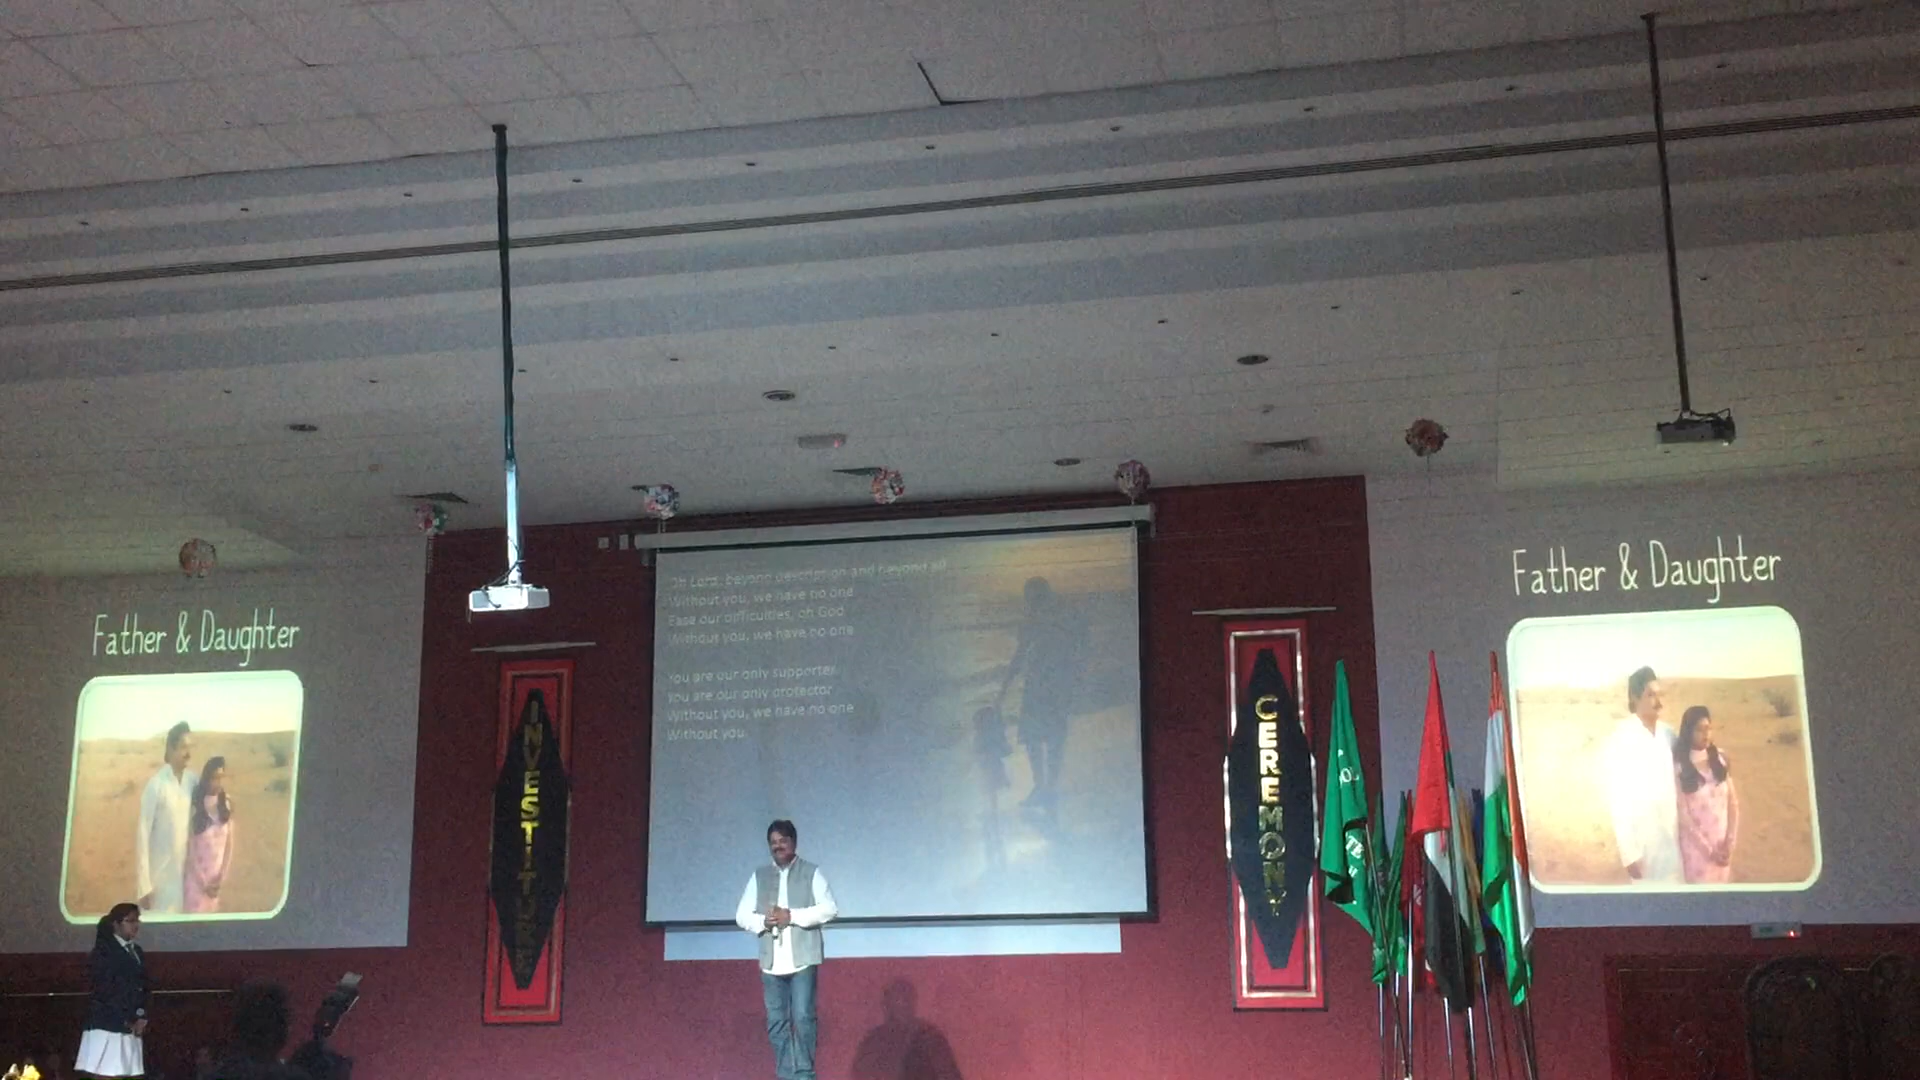 Father & Daughter
INVESTITURE
Oh Lord, beyond description and beyond all
Without you, we have no one
Ease our difficulties, oh God
Without you, we have no one
You are our only supporter
You are our only protector
Without you, we have no one
Without you
CEREMONY
Father & Daughter